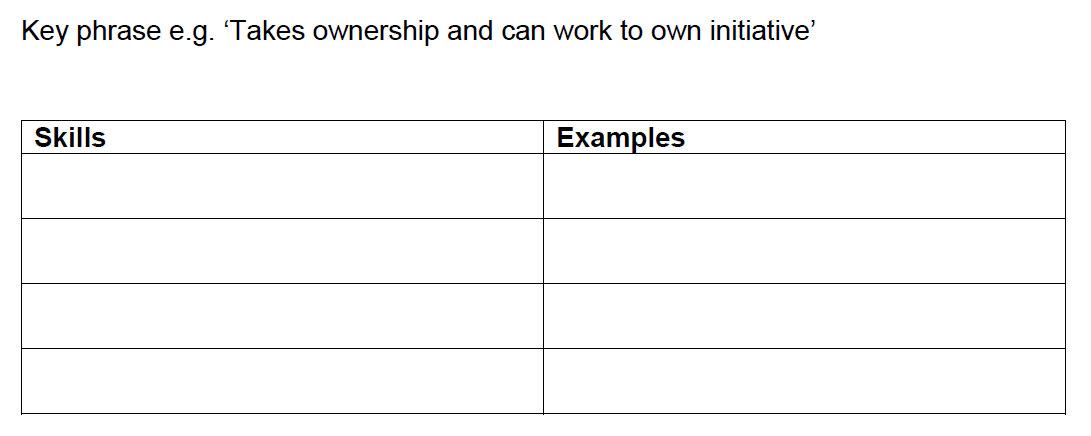 Key phrase e.g. ‘Takes ownership and can work to own initiative’
Skills
Examples